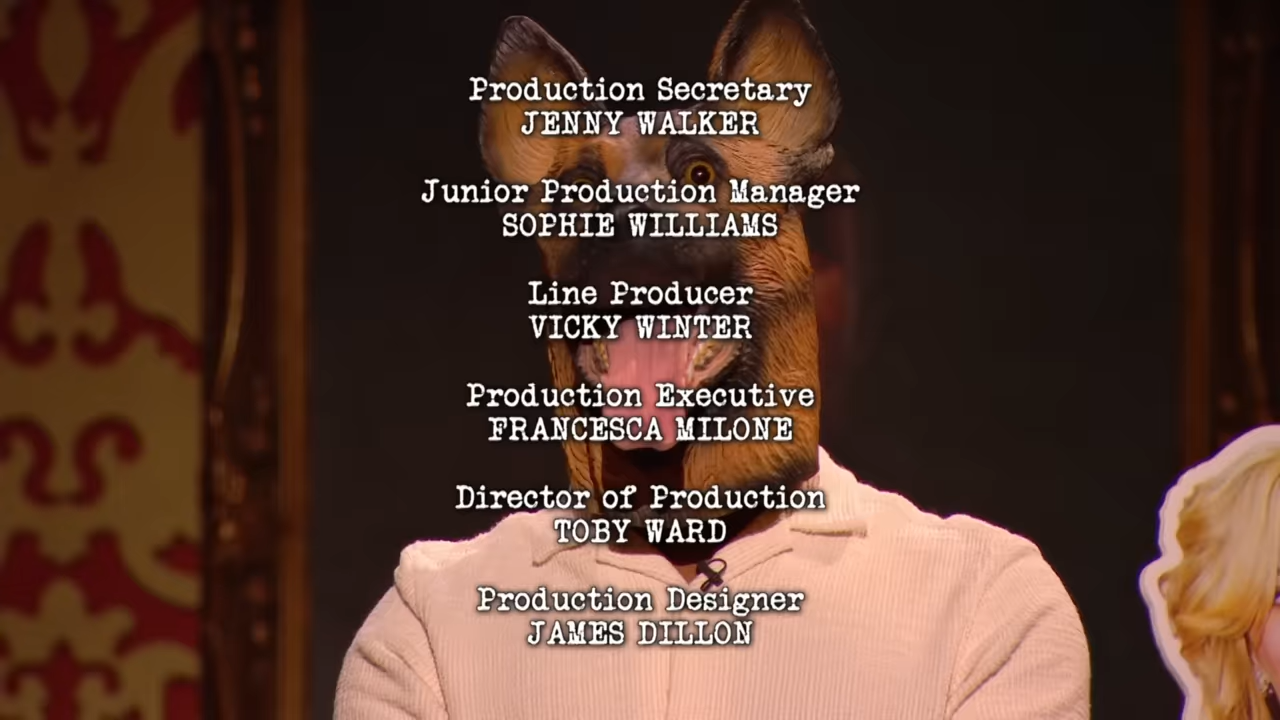 Production Secretary
JENNY WALKER
Junior Production Manager
SOPHIE WILLIAMS
Line Producer
VICKY WINTER
Production Executive
FRANCESCA MILONE
Director of Production
TOBY WARD
Production Designer
JAMES DILLON